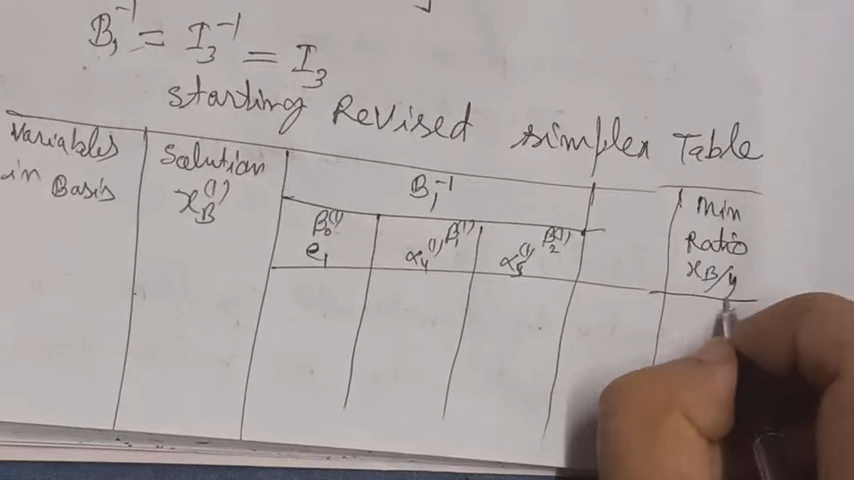 B₁⁻¹ = I₃⁻¹ = I₃
Starting Revised simplex Table
Variables in Basis
Solution x_B⁽¹⁾
B₁⁻¹
β₀⁽¹⁾ e₁
β₁⁽¹⁾ α₄⁽¹⁾
β₂⁽¹⁾ α₅⁽¹⁾
Min
Ratio
x_B/y